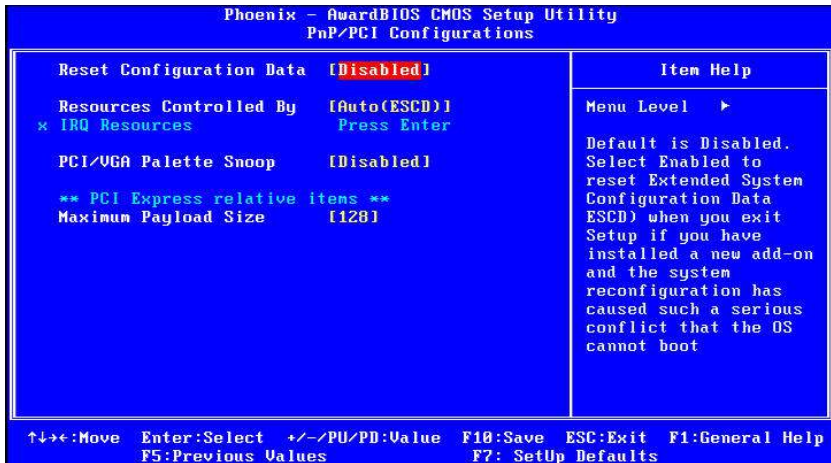 Phoenix - AwardBIOS CMOS Setup Utility
PnP/PCI Configurations
Reset Configuration Data [Disabled]
Resources Controlled By [Auto(ESCD)]
x IRQ Resources Press Enter
PCI/VGA Palette Snoop [Disabled]
** PCI Express relative items **
Maximum Payload Size [128]
Item Help
Menu Level ►
Default is Disabled.
Select Enabled to
reset Extended System
Configuration Data
ESCD) when you exit
Setup if you have
installed a new add-on
and the system
reconfiguration has
caused such a serious
conflict that the OS
cannot boot
↑↓→←:Move Enter:Select +/-/PU/PD:Value F10:Save ESC:Exit F1:General Help
F5:Previous Values F7: SetUp Defaults